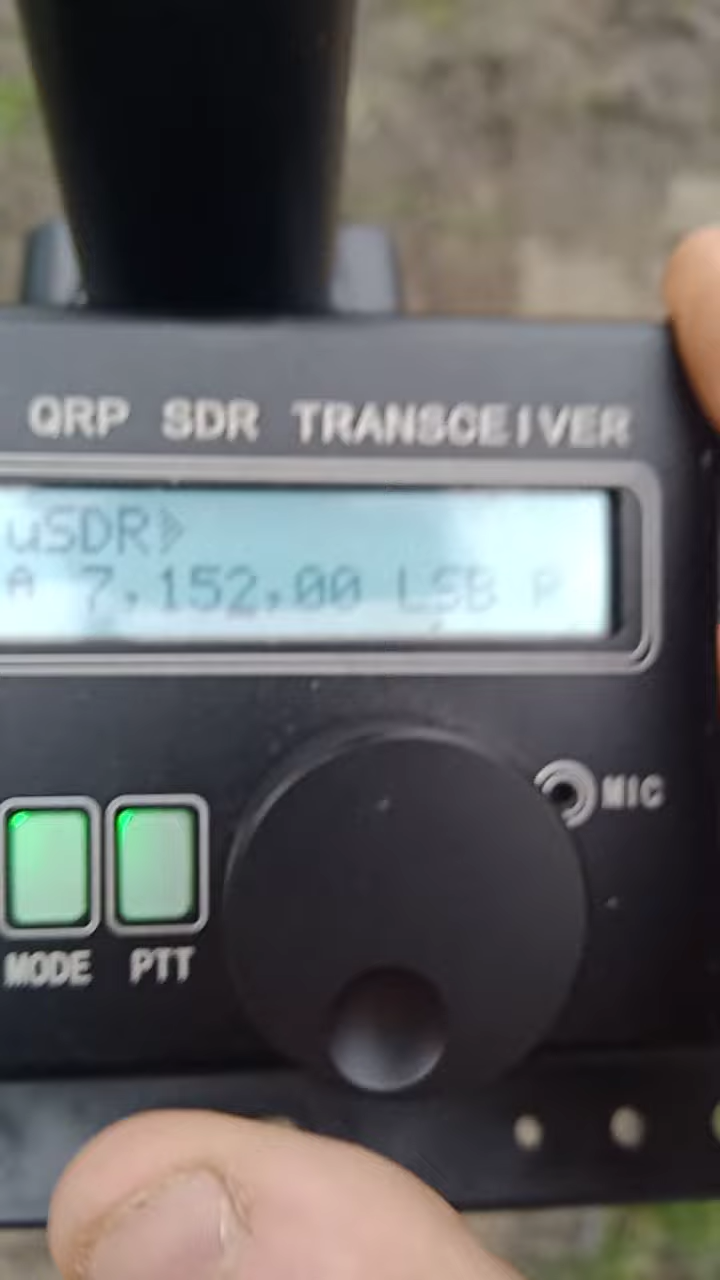 QRP SDR TRANSCEIVER
uSDR
A 7,152,00 LSB R
MIC
MODE PTT